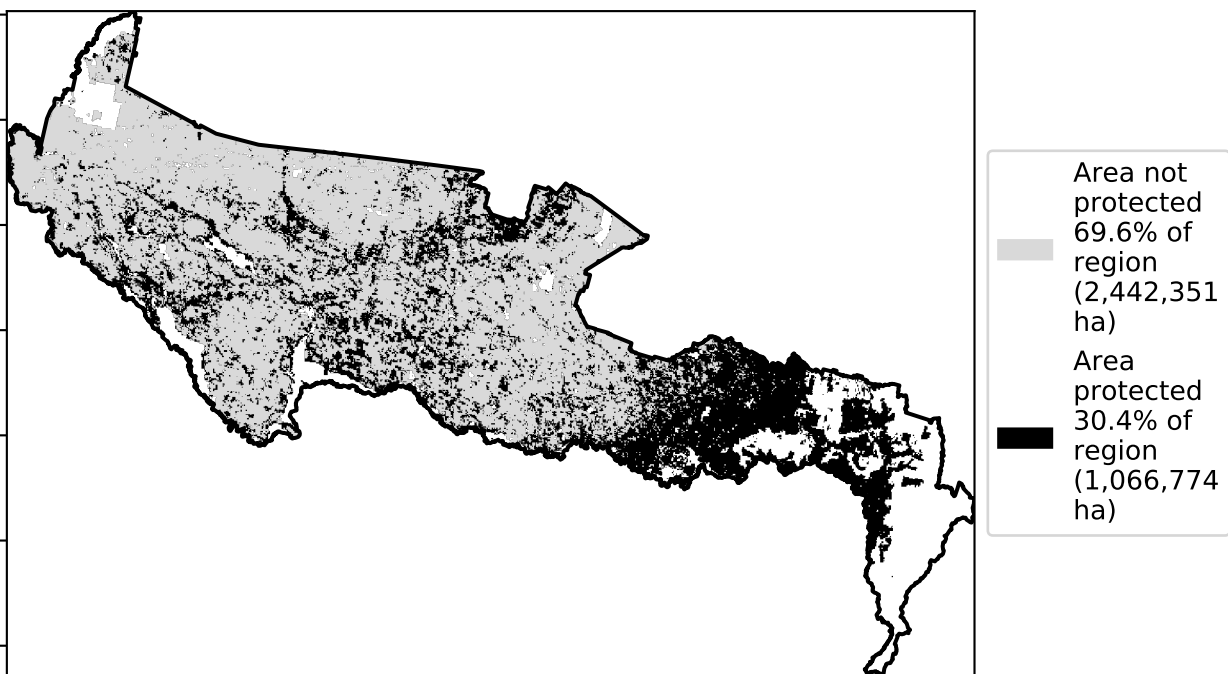 Area not
protected
69.6% of
region
(2,442,351
ha)
Area
protected
30.4% of
region
(1,066,774
ha)